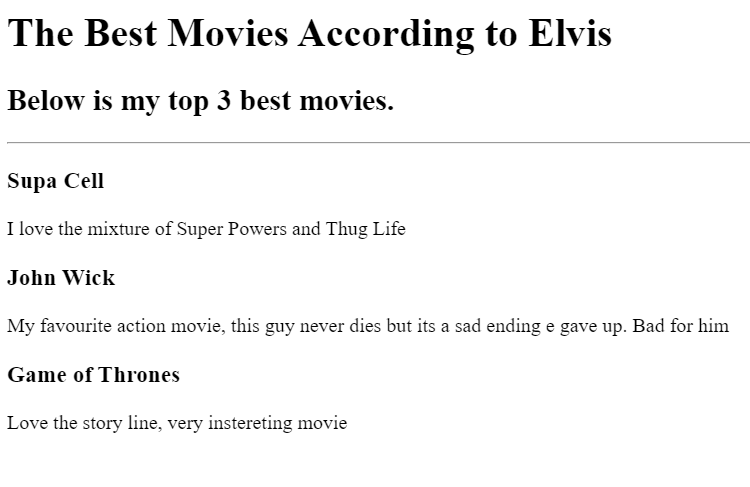 The Best Movies According to Elvis
Below is my top 3 best movies.
Supa Cell
I love the mixture of Super Powers and Thug Life
John Wick
My favourite action movie, this guy never dies but its a sad ending e gave up. Bad for him
Game of Thrones
Love the story line, very instereting movie